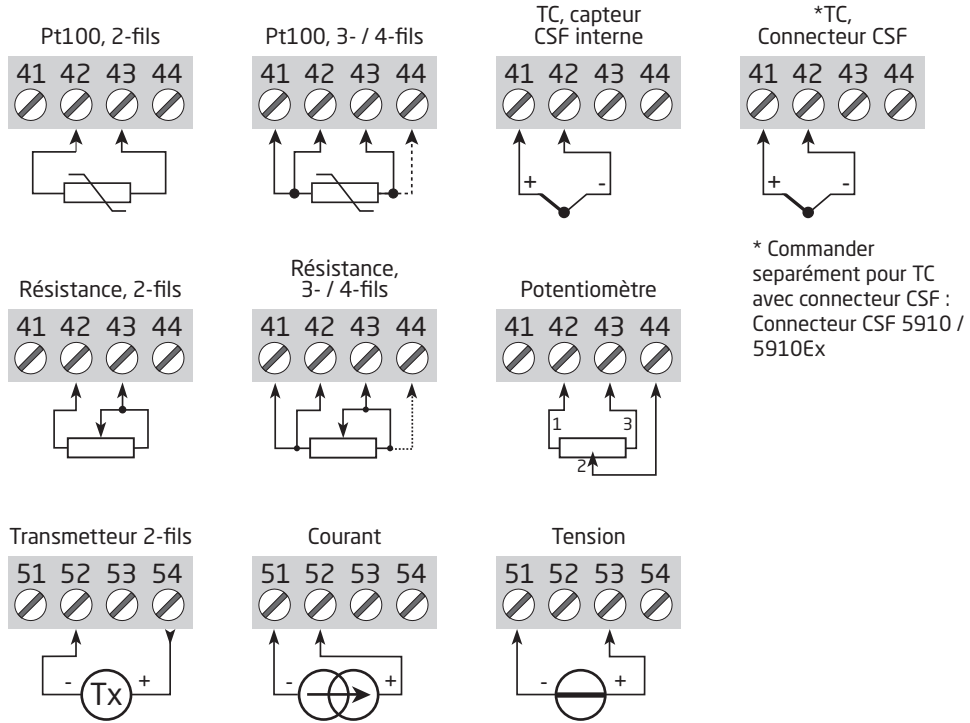 Pt100, 2-fils
41 42 43 44
Pt100, 3- / 4-fils
41 42 43 44
TC, capteur
CSF interne
41 42 43 44
+ -
*TC,
Connecteur CSF
41 42 43 44
+ -
* Commander
separément pour TC
avec connecteur CSF :
Connecteur CSF 5910 /
5910Ex
Résistance, 2-fils
41 42 43 44
Résistance,
3- / 4-fils
41 42 43 44
Potentiomètre
41 42 43 44
1 3
2
Transmetteur 2-fils
51 52 53 54
- Tx +
Courant
51 52 53 54
- +
Tension
51 52 53 54
- +